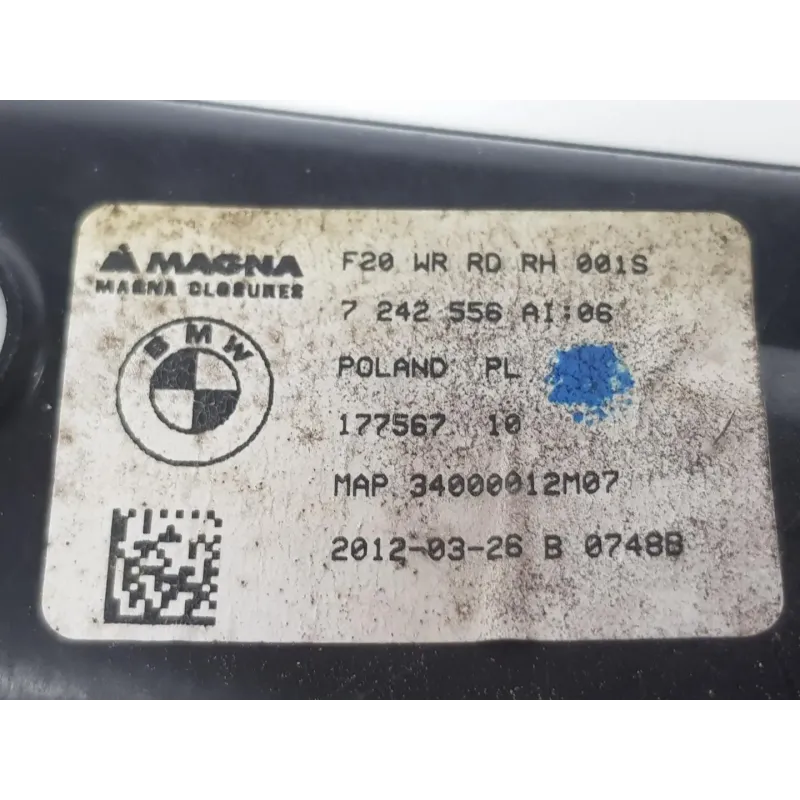 MAGNA
MAGNA CLOSURES
BMW
F20 WR RD RH 001S
7 242 556 AI:06
POLAND PL
177567 10
MAP 34000012M07
2012-03-26 B 0748B